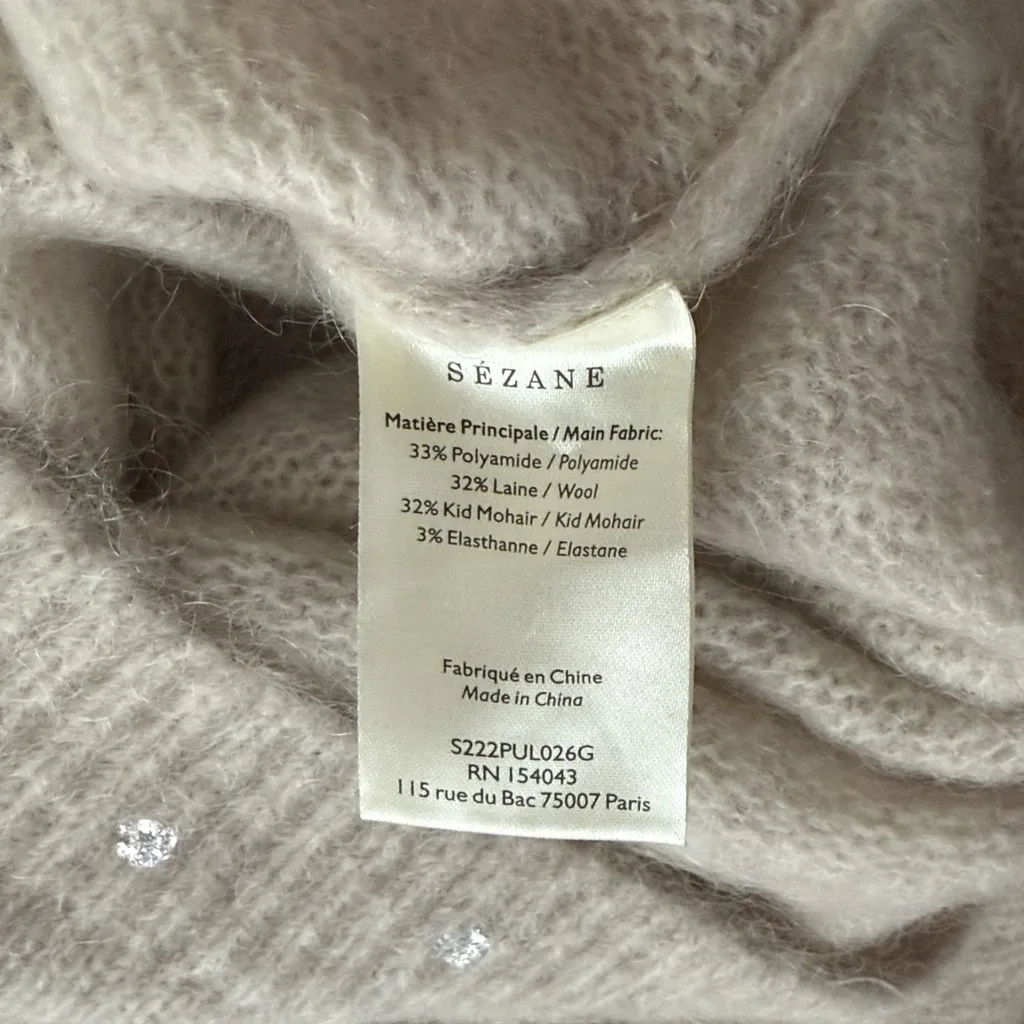 SÉZANE
Matière Principale / Main Fabric:
33% Polyamide / Polyamide
32% Laine / Wool
32% Kid Mohair / Kid Mohair
3% Elasthanne / Elastane
Fabriqué en Chine
Made in China
S222PUL026G
RN 154043
115 rue du Bac 75007 Paris